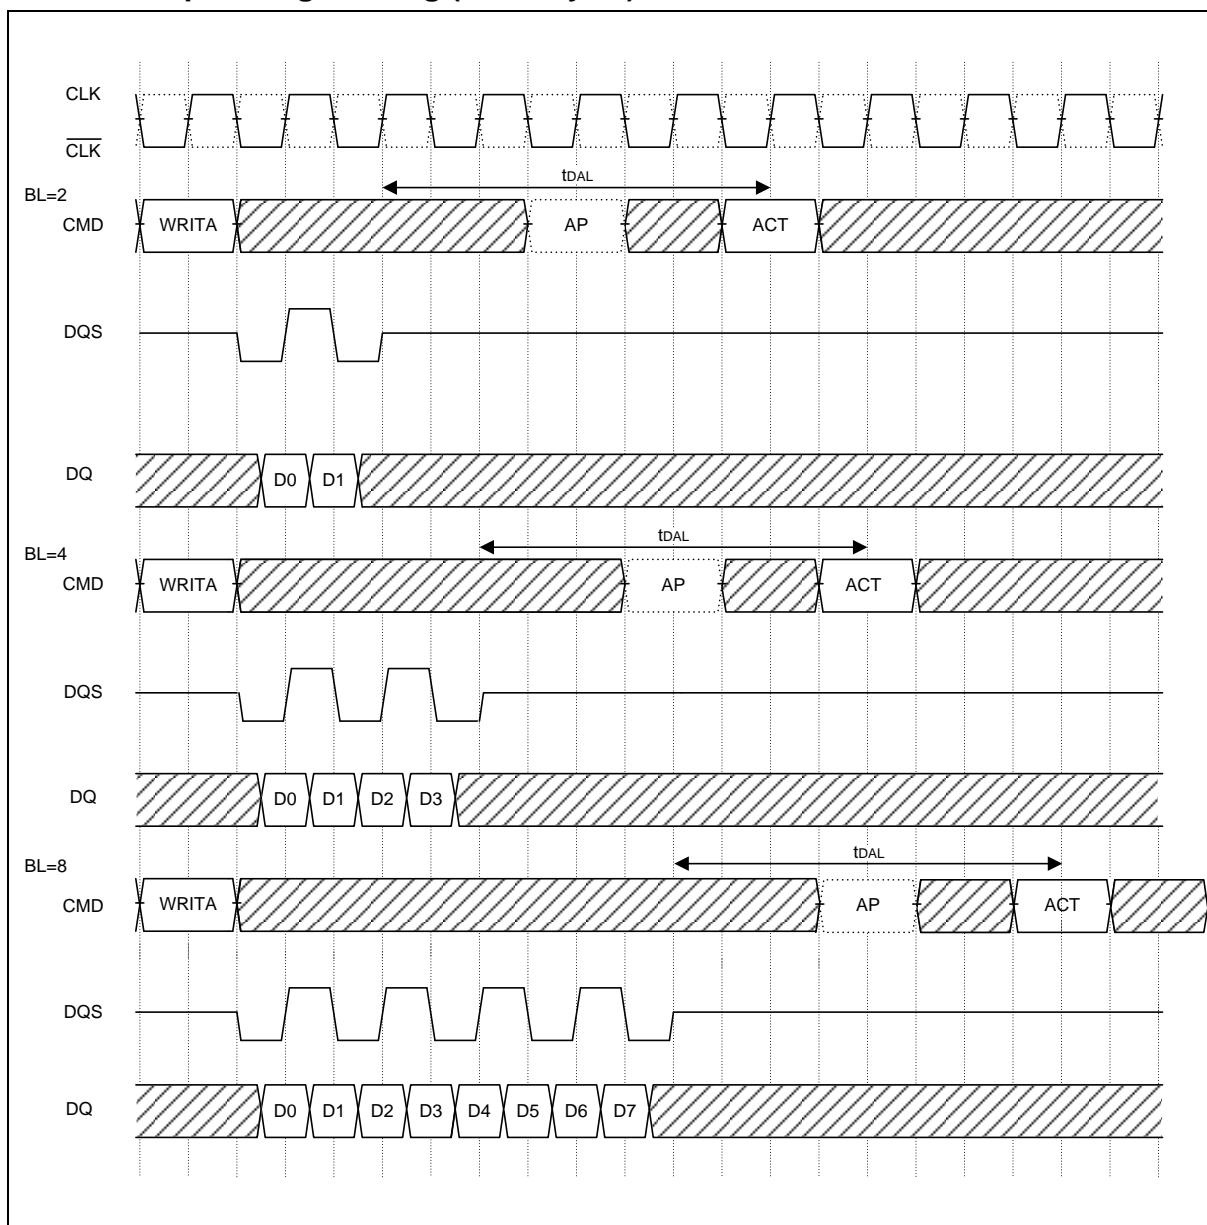 CLK
CLK
tDAL
BL=2
CMD WRITA AP ACT
DQS
DQ D0 D1
tDAL
BL=4
CMD WRITA AP ACT
DQS
DQ D0 D1 D2 D3
tDAL
BL=8
CMD WRITA AP ACT
DQS
DQ D0 D1 D2 D3 D4 D5 D6 D7